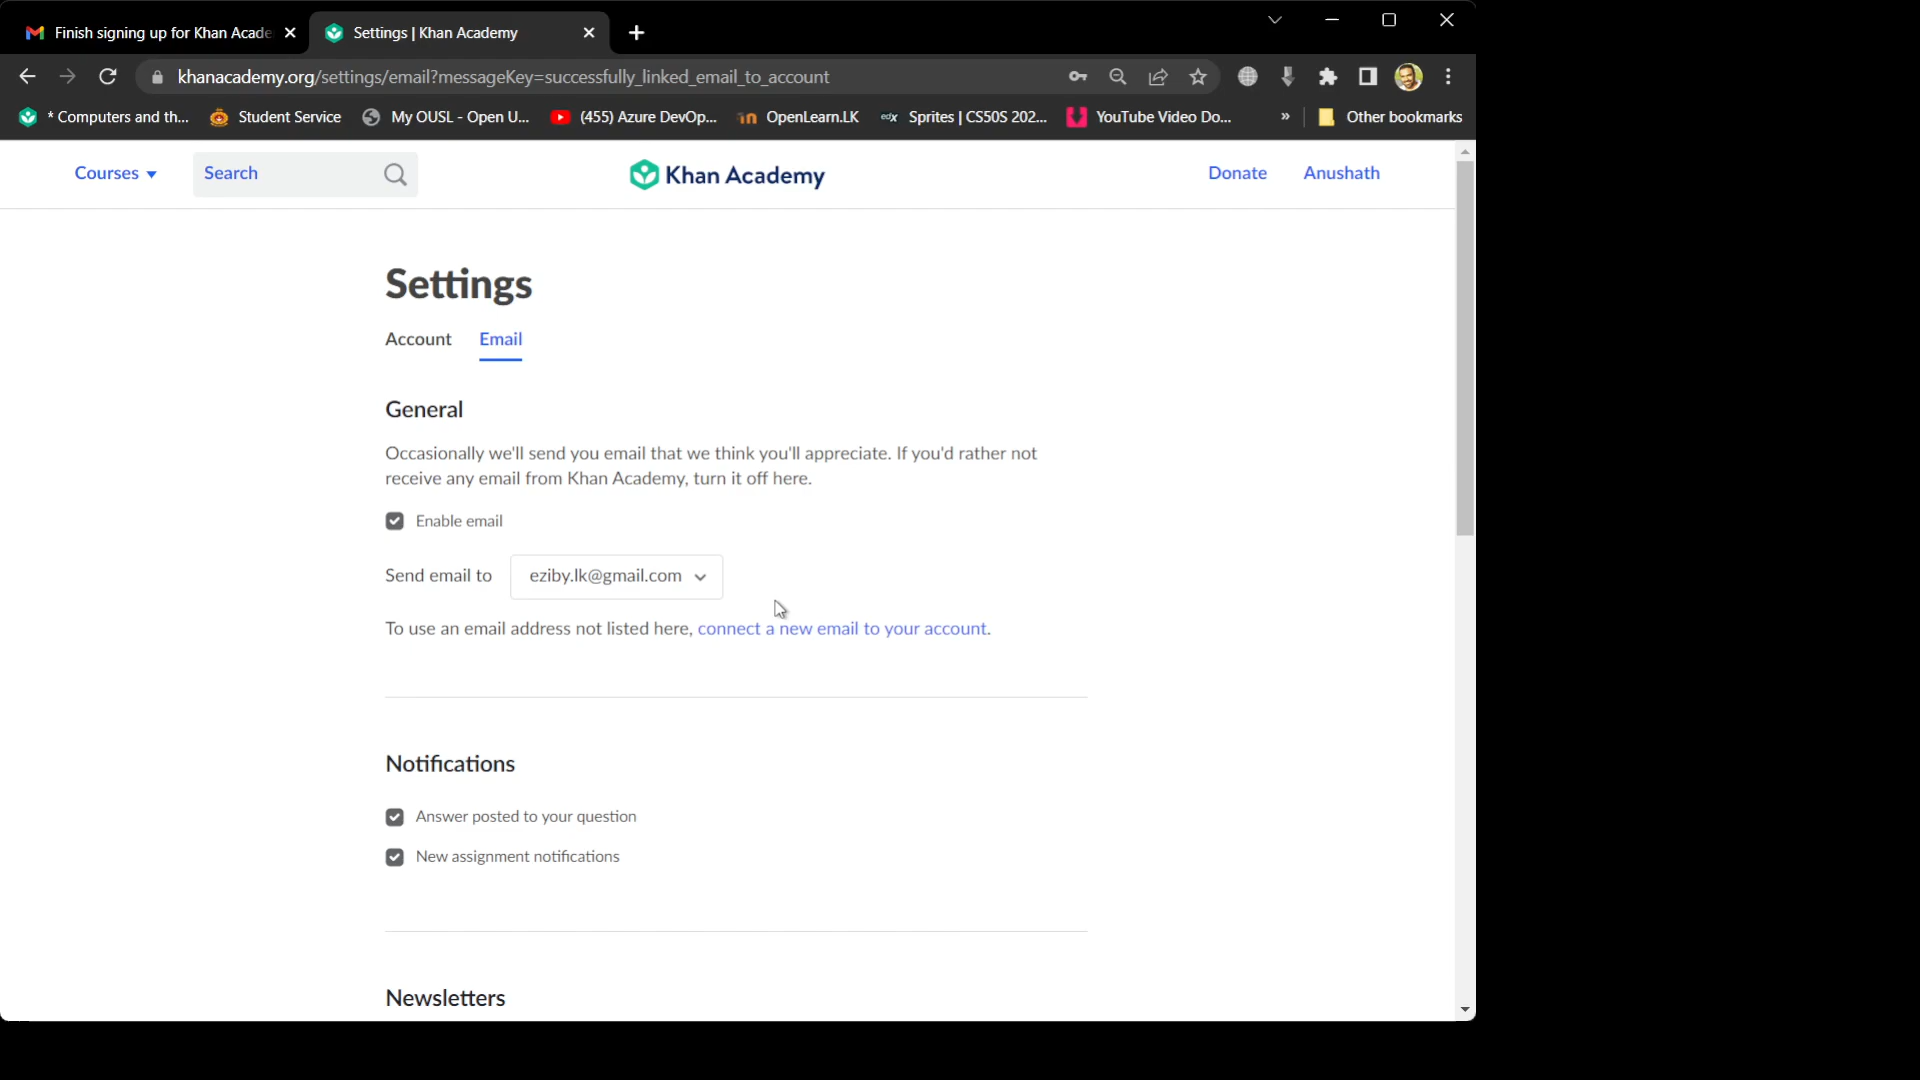 Finish signing up for Khan Acade
Settings | Khan Academy
khanacademy.org/settings/email?messageKey=successfully_linked_email_to_account
* Computers and th...
Student Service
My OUSL - Open U...
(455) Azure DevOp...
OpenLearn.LK
edX
Sprites | CS50S 202...
YouTube Video Do...
»
Other bookmarks
Courses
Search
Khan Academy
Donate
Anushath
Settings
Account
Email
General
Occasionally we'll send you email that we think you'll appreciate. If you'd rather not
receive any email from Khan Academy, turn it off here.
Enable email
Send email to
eziby.lk@gmail.com
To use an email address not listed here, connect a new email to your account.
Notifications
Answer posted to your question
New assignment notifications
Newsletters